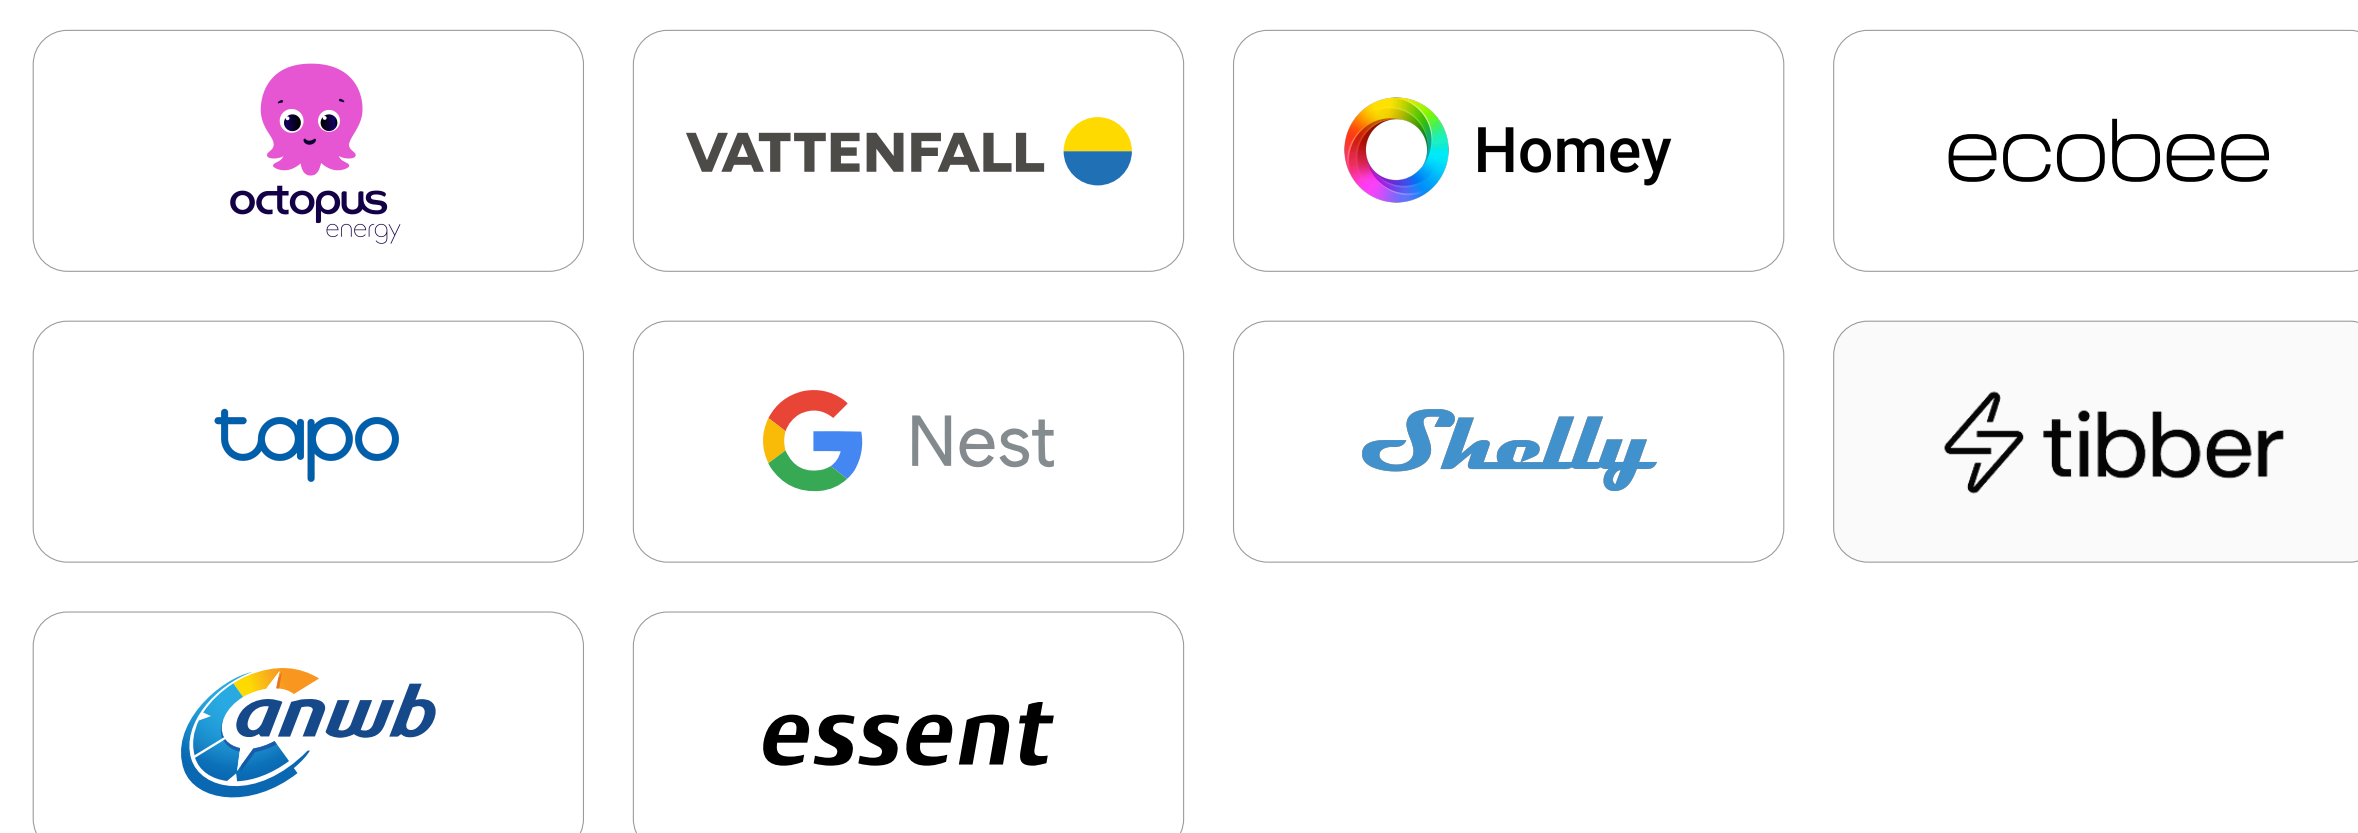 octopus
energy
VATTENFALL
Homey
ecobee
tapo
Nest
Shelly
tibber
anwb
essent